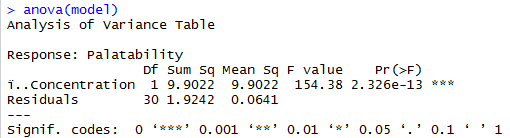 > anova(model)
Analysis of Variance Table

Response: Palatability
                 Df Sum Sq Mean Sq F value    Pr(>F)
ï..Concentration  1 9.9022  9.9022  154.38 2.326e-13 ***
Residuals        30 1.9242  0.0641
---
Signif. codes:  0 ‘***’ 0.001 ‘**’ 0.01 ‘*’ 0.05 ‘.’ 0.1 ‘ ’ 1